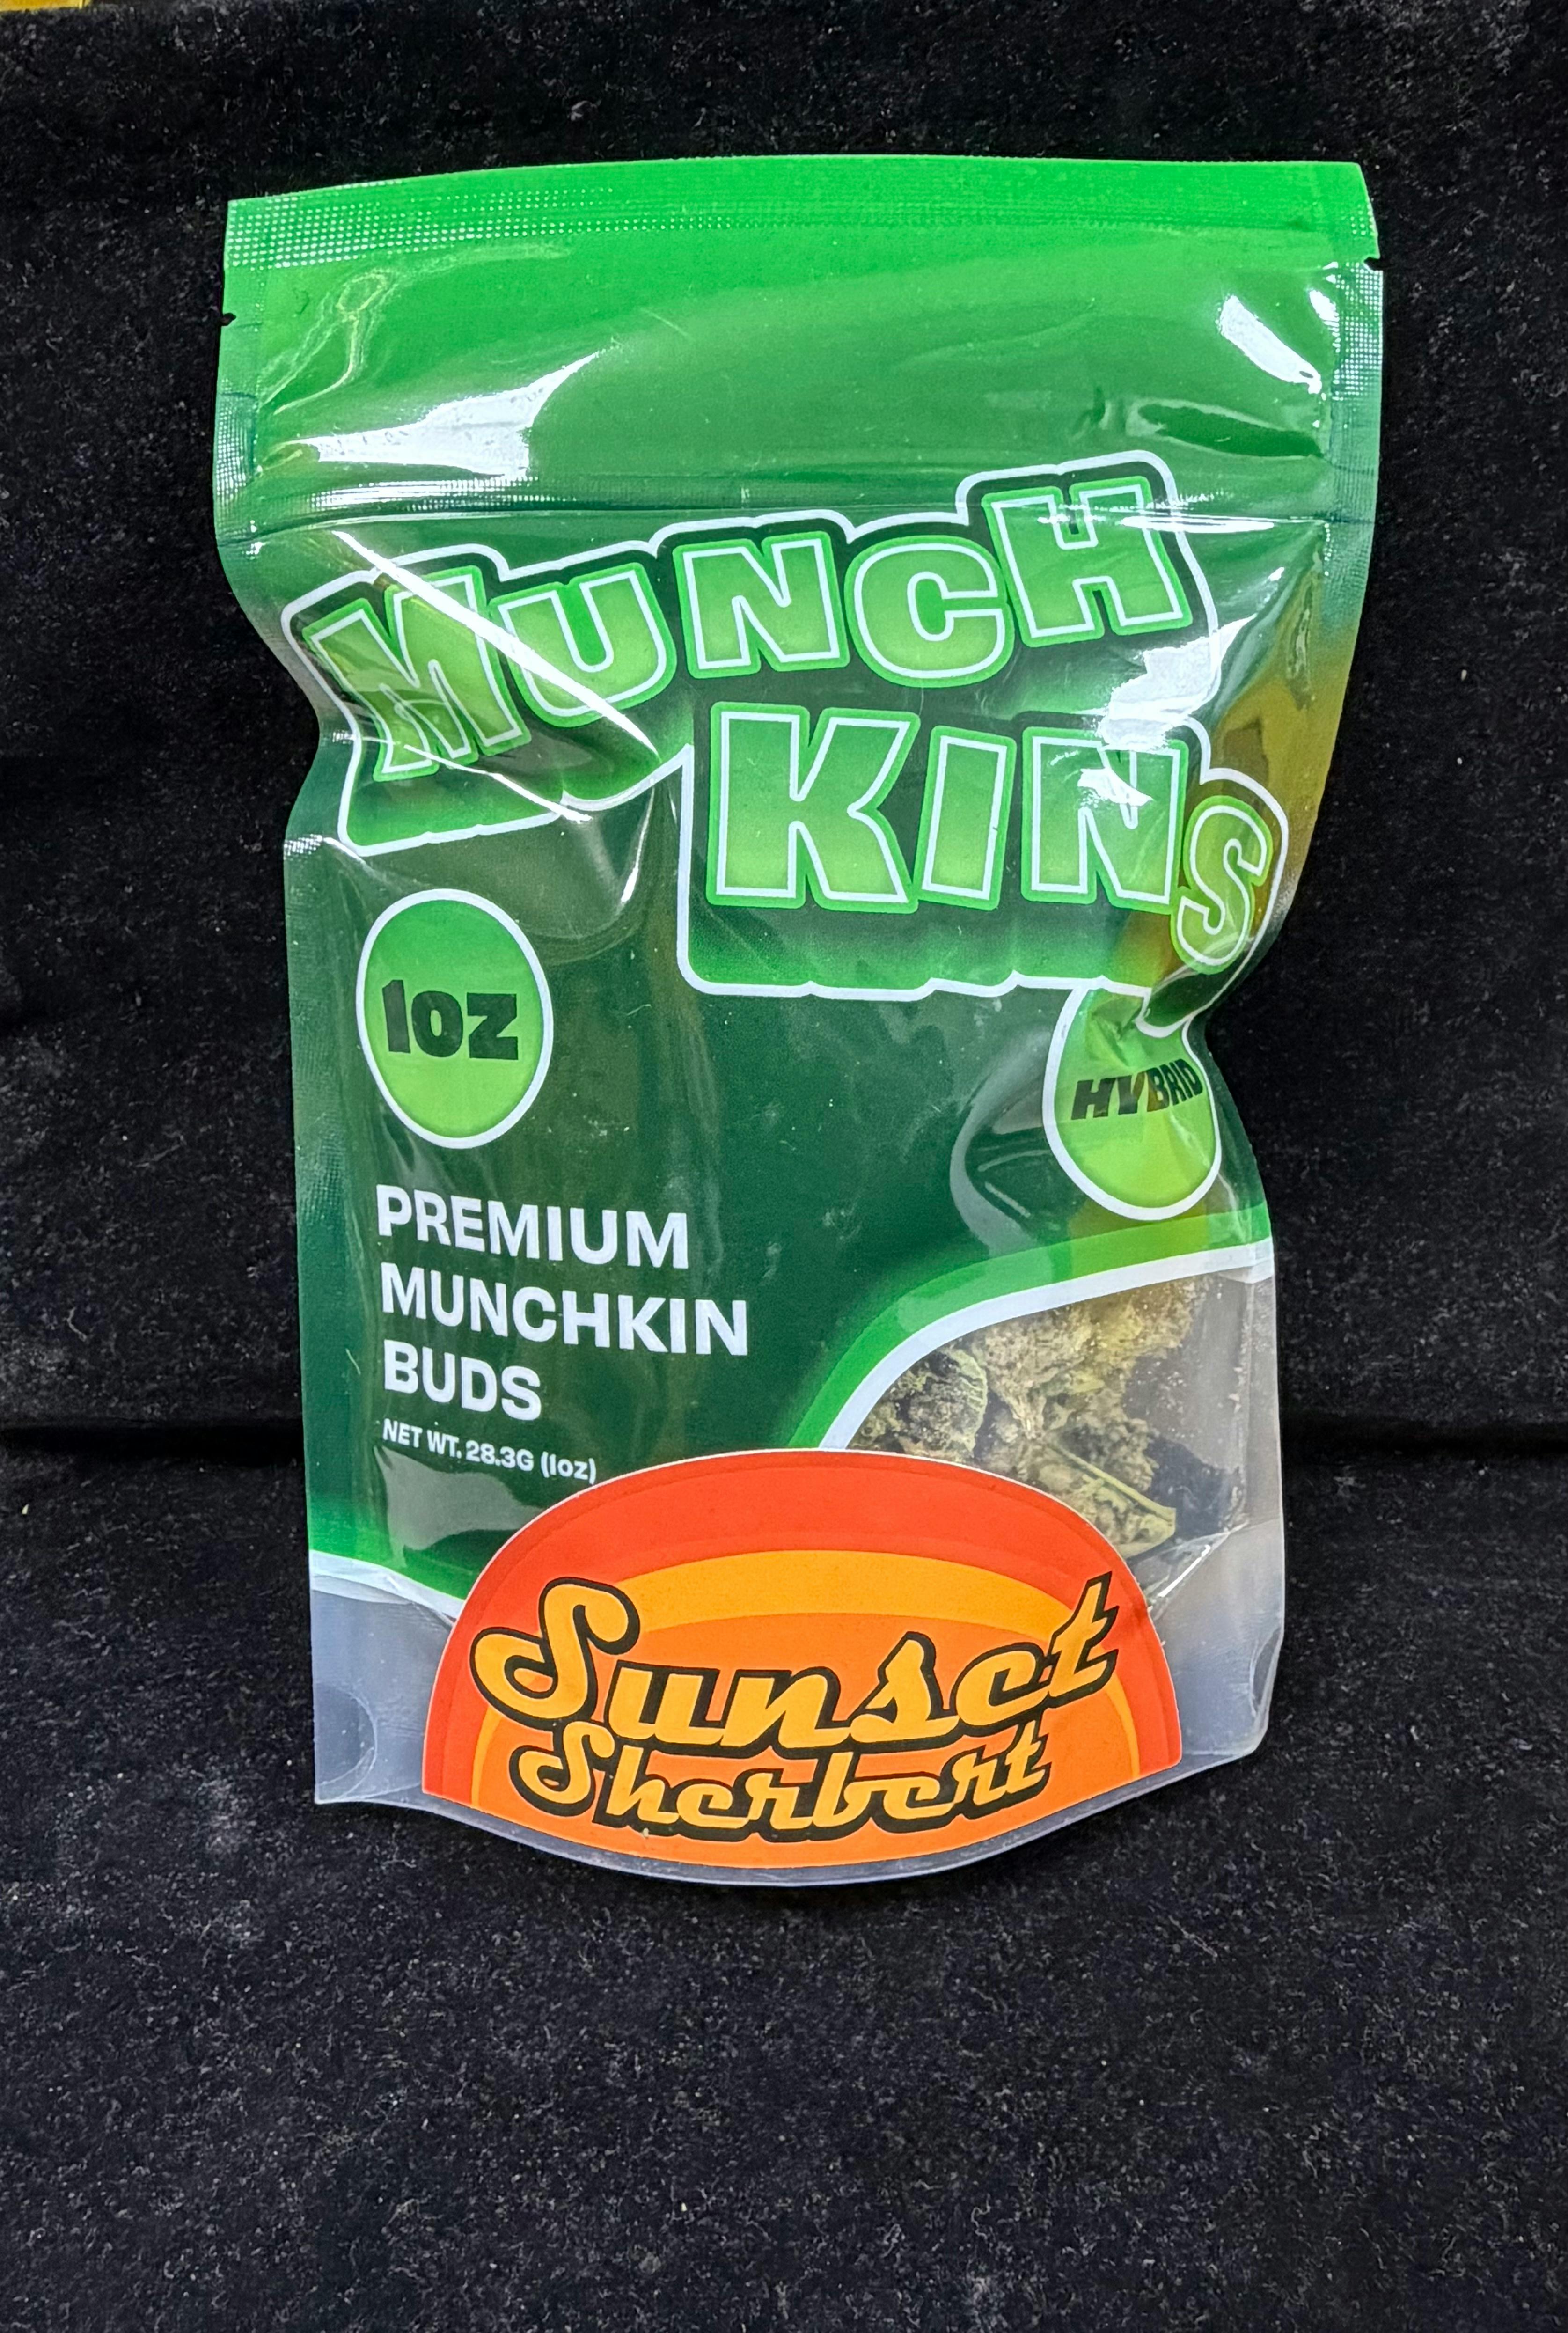 MUNCH
KINS
1OZ
HYBRID
PREMIUM
MUNCHKIN
BUDS
NET WT. 28.3G (1oz)
Sunset
Sherbert